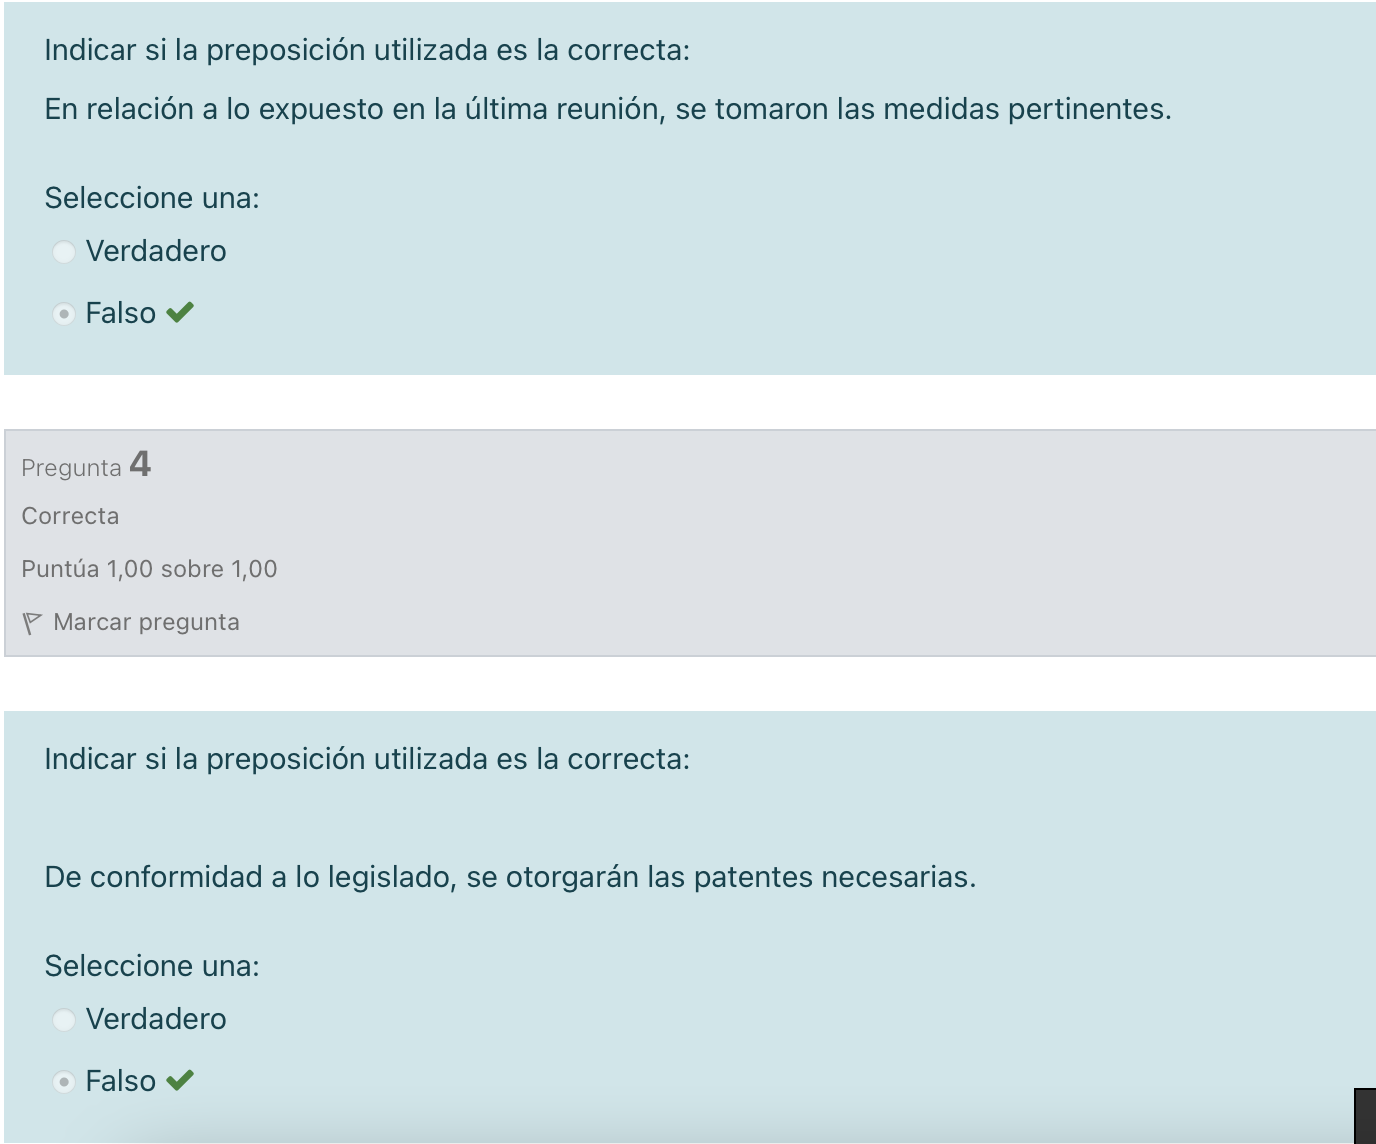 Indicar si la preposición utilizada es la correcta:
En relación a lo expuesto en la última reunión, se tomaron las medidas pertinentes.
Seleccione una:
Verdadero
Falso
Pregunta 4
Correcta
Puntúa 1,00 sobre 1,00
Marcar pregunta
Indicar si la preposición utilizada es la correcta:
De conformidad a lo legislado, se otorgarán las patentes necesarias.
Seleccione una:
Verdadero
Falso